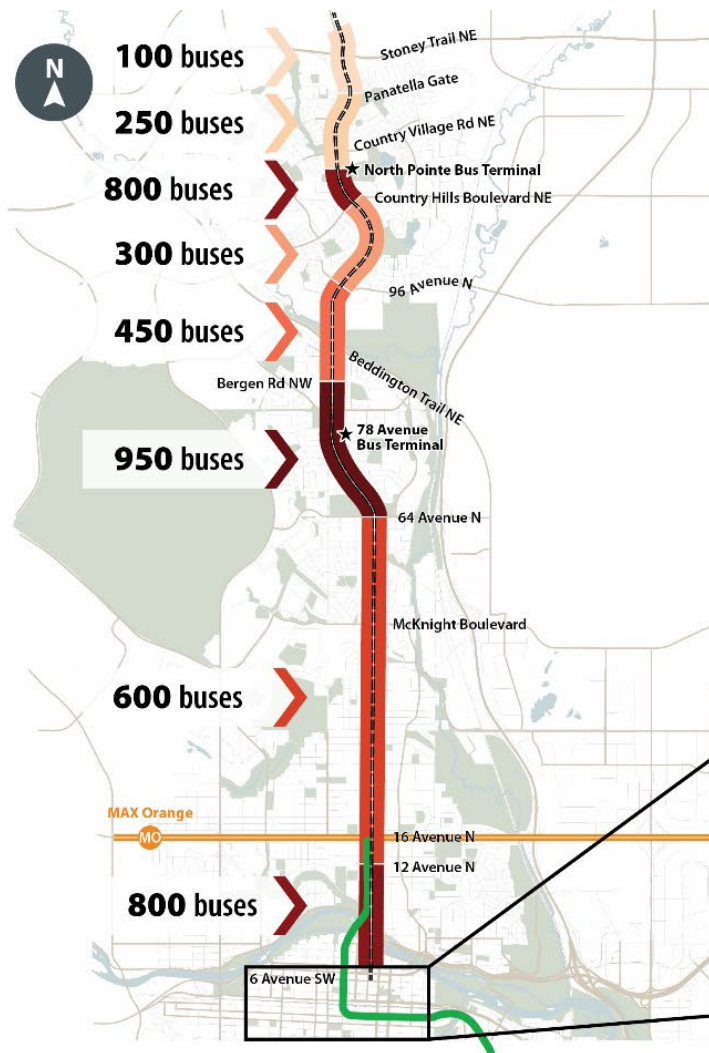 N
100 buses
Stoney Trail NE
Panatella Gate
250 buses
Country Village Rd NE
★ North Pointe Bus Terminal
800 buses
Country Hills Boulevard NE
300 buses
96 Avenue N
450 buses
Beddington Trail NE
Bergen Rd NW
★ 78 Avenue
Bus Terminal
950 buses
64 Avenue N
McKnight Boulevard
600 buses
MAX Orange
MO
16 Avenue N
12 Avenue N
800 buses
6 Avenue SW